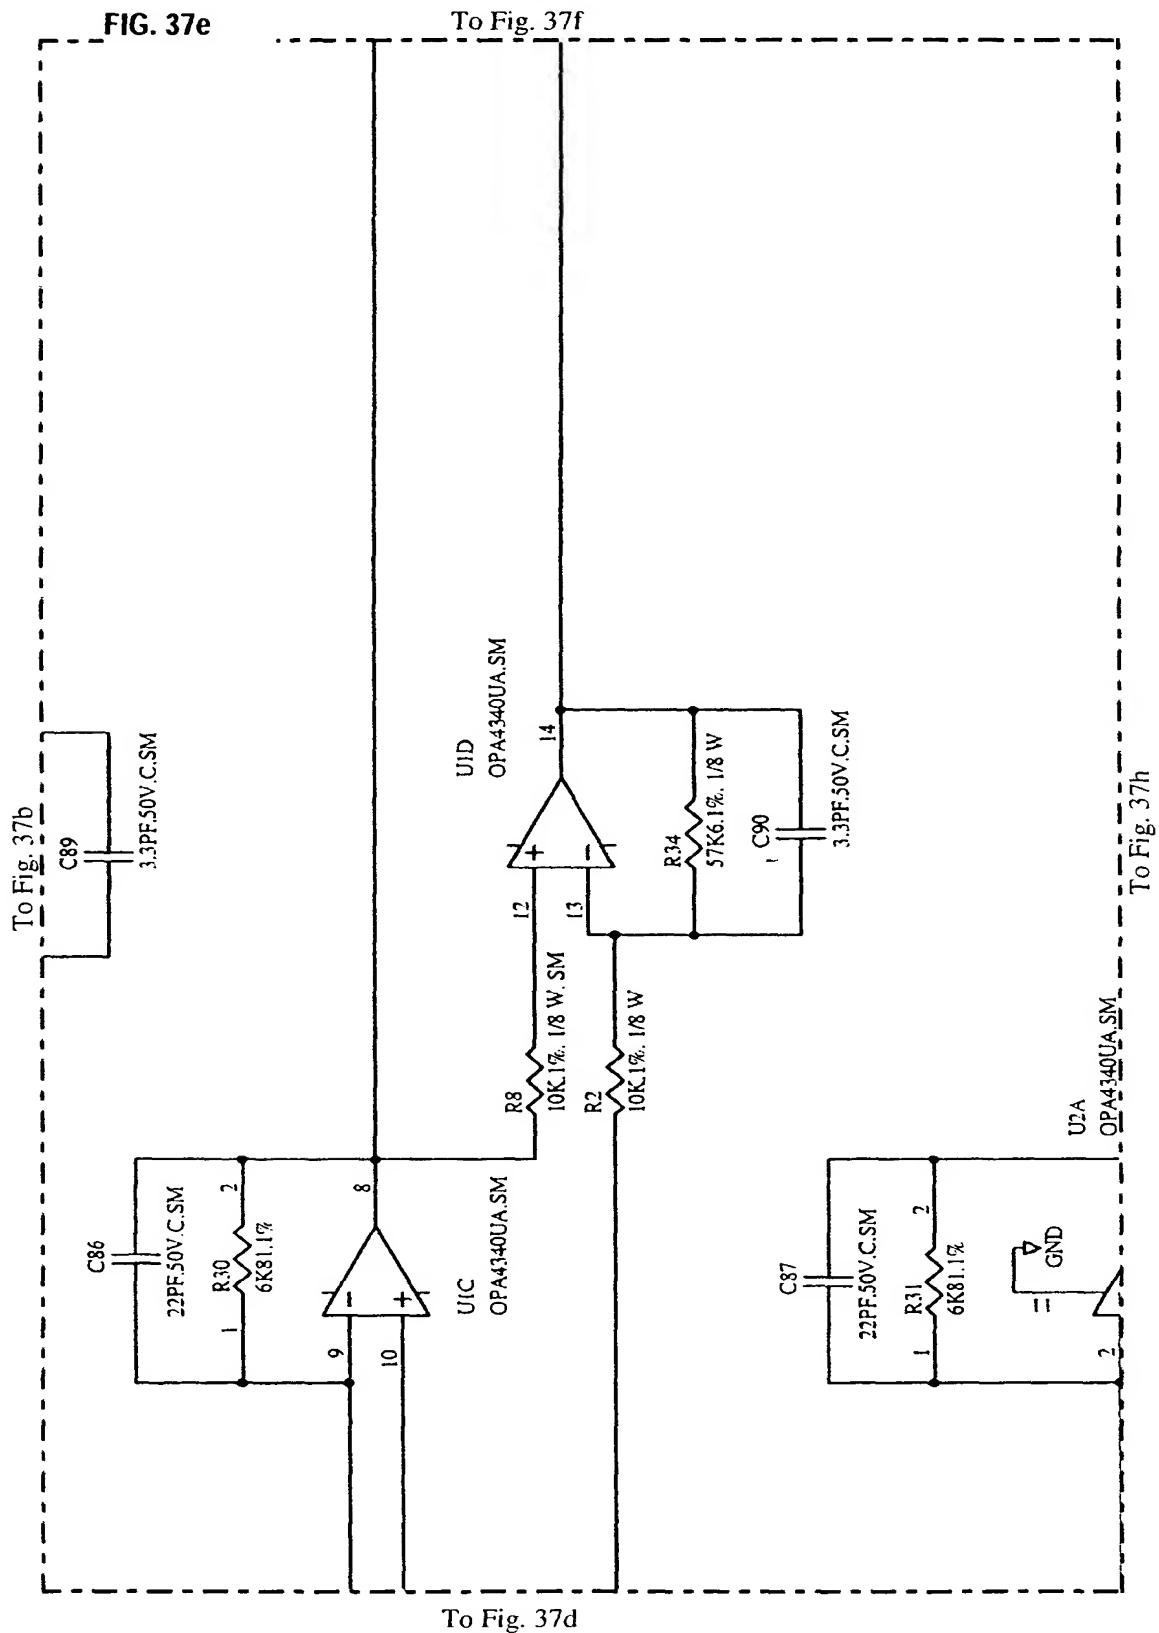 FIG. 37e
To Fig. 37f
To Fig. 37b
C89
3.3PF.50V.C.SM
U1D
OPA4340UA.SM
14
12
13
R34
57K6.1%. 1/8 W
C90
3.3PF.50V.C.SM
To Fig. 37h
R8
10K.1%. 1/8 W. SM
R2
10K.1%. 1/8 W
C86
22PF.50V.C.SM
R30
6K81.1%
1
2
8
9
10
U1C
OPA4340UA.SM
C87
22PF.50V.C.SM
R31
6K81.1%
1
2
GND
11
2
U2A
OPA4340UA.SM
To Fig. 37d